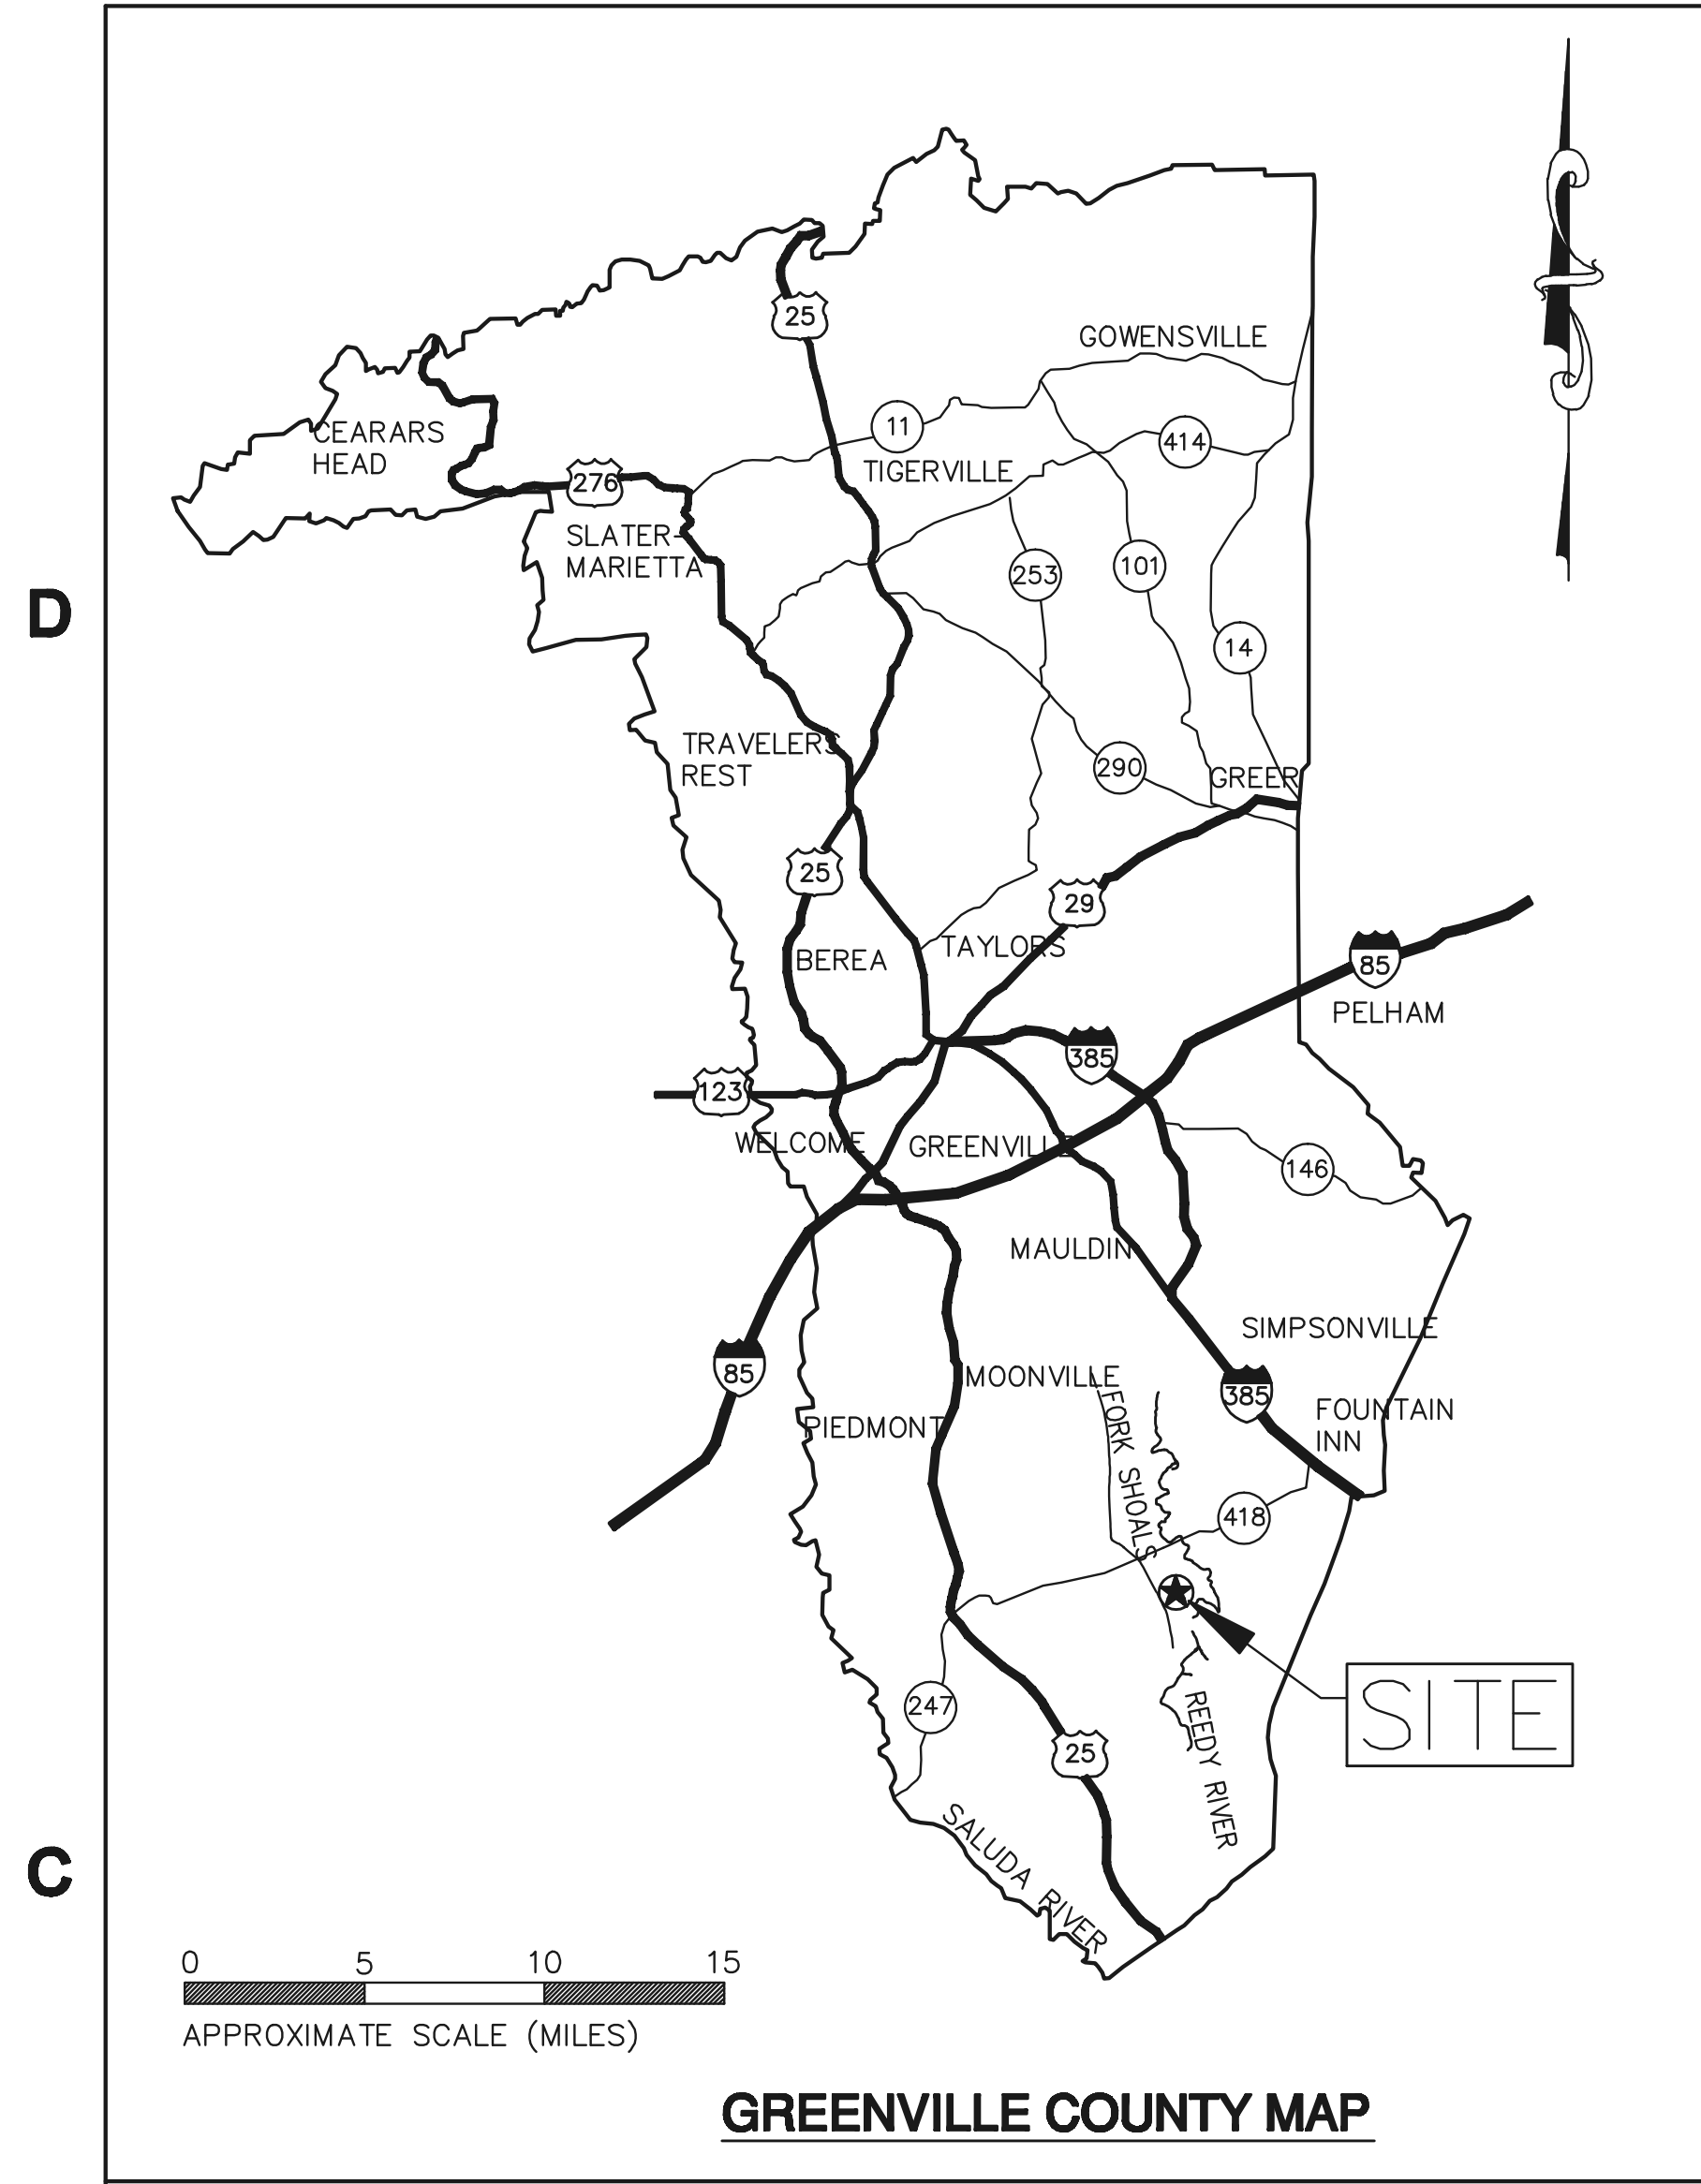 25
GOWENSVILLE
11
414
CEARARS
HEAD
TIGERVILLE
276
SLATER-
MARIETTA
253
101
D
14
TRAVELERS
REST
290
GREER
25
29
TAYLORS
BEREA
85
PELHAM
385
123
WELCOME
GREENVILLE
146
MAULDIN
SIMPSONVILLE
85
MOONVILLE
385
FOUNTAIN
INN
PIEDMONT
FORK SHOALS
418
SITE
247
REEDY RIVER
25
SALUDA RIVER
C
0 5 10 15
APPROXIMATE SCALE (MILES)
GREENVILLE COUNTY MAP